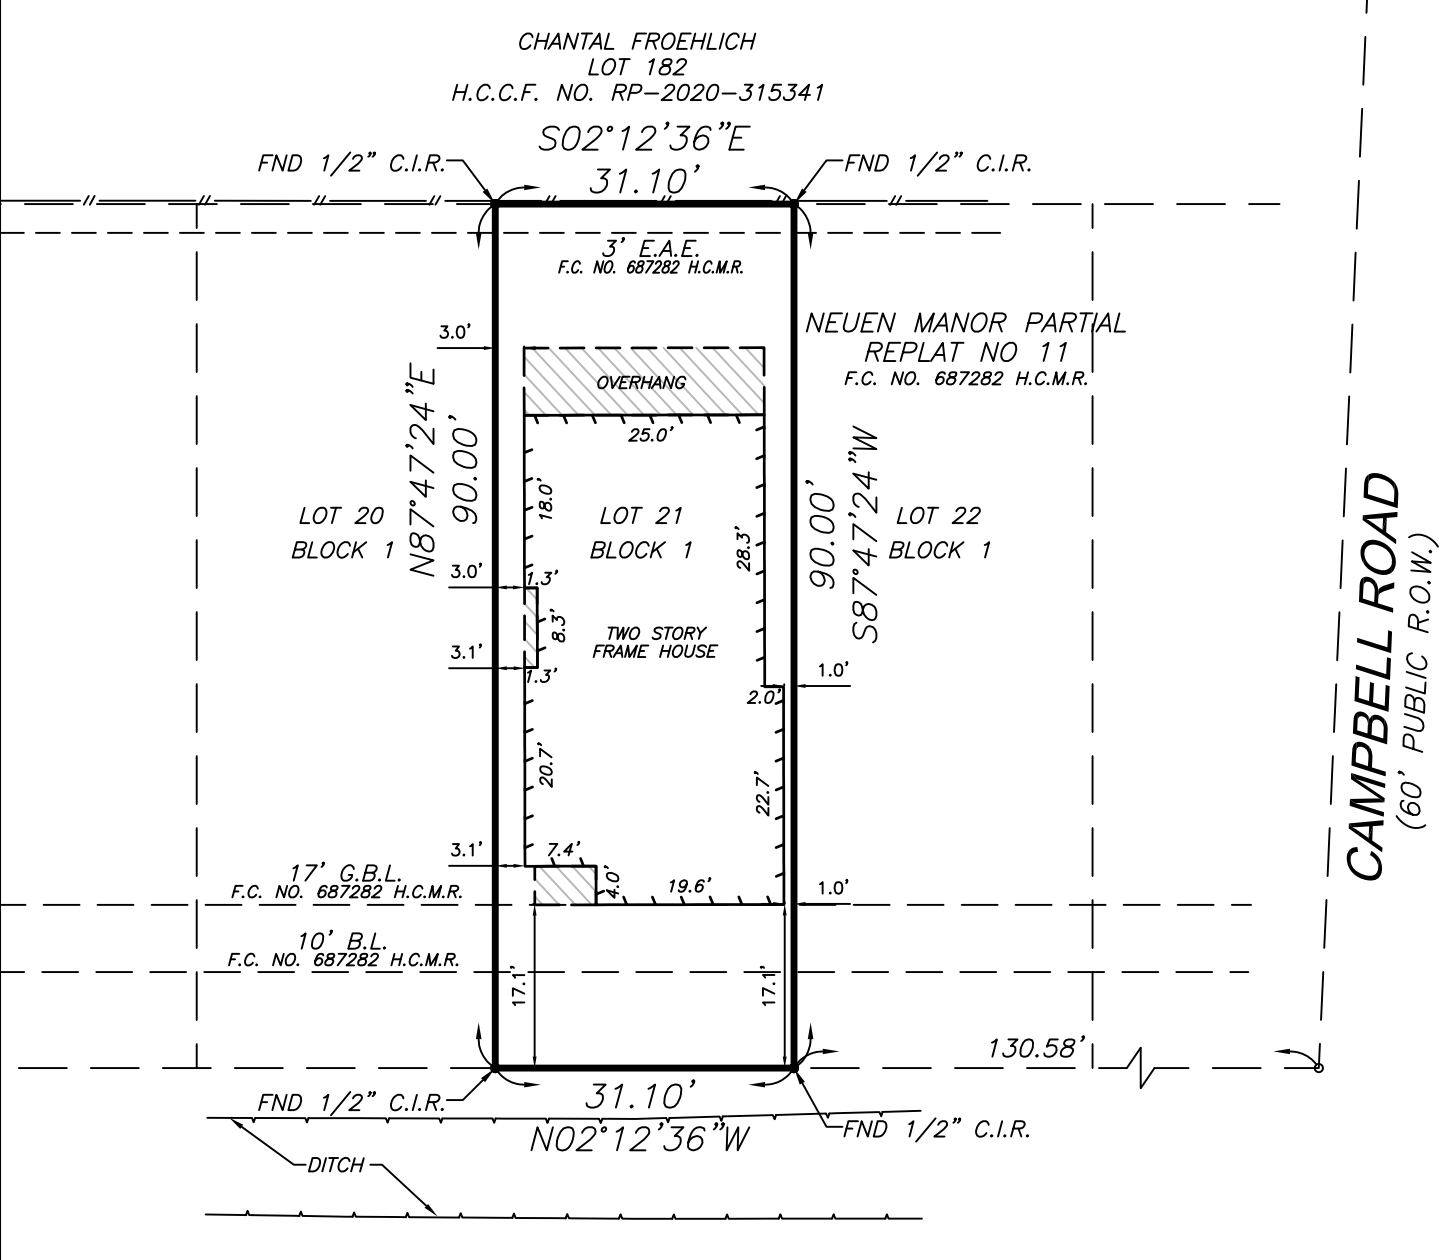 CHANTAL FROEHLICH
LOT 182
H.C.C.F. NO. RP-2020-315341
S02°12'36"E
31.10'
FND 1/2" C.I.R.
FND 1/2" C.I.R.
3' E.A.E.
F.C. NO. 687282 H.C.M.R.
NEUEN MANOR PARTIAL
REPLAT NO 11
F.C. NO. 687282 H.C.M.R.
3.0'
OVERHANG
25.0'
N87°47'24"E
90.00'
18.0'
28.3'
90.00'
S87°47'24"W
LOT 20
BLOCK 1
LOT 21
BLOCK 1
LOT 22
BLOCK 1
CAMPBELL ROAD
(60' PUBLIC R.O.W.)
3.0'
1.3'
8.3'
TWO STORY
FRAME HOUSE
3.1'
1.3'
1.0'
2.0'
20.7'
22.7'
3.1'
7.4'
4.0'
19.6'
1.0'
17' G.B.L.
F.C. NO. 687282 H.C.M.R.
10' B.L.
F.C. NO. 687282 H.C.M.R.
17.1'
17.1'
130.58'
FND 1/2" C.I.R.
31.10'
N02°12'36"W
FND 1/2" C.I.R.
DITCH